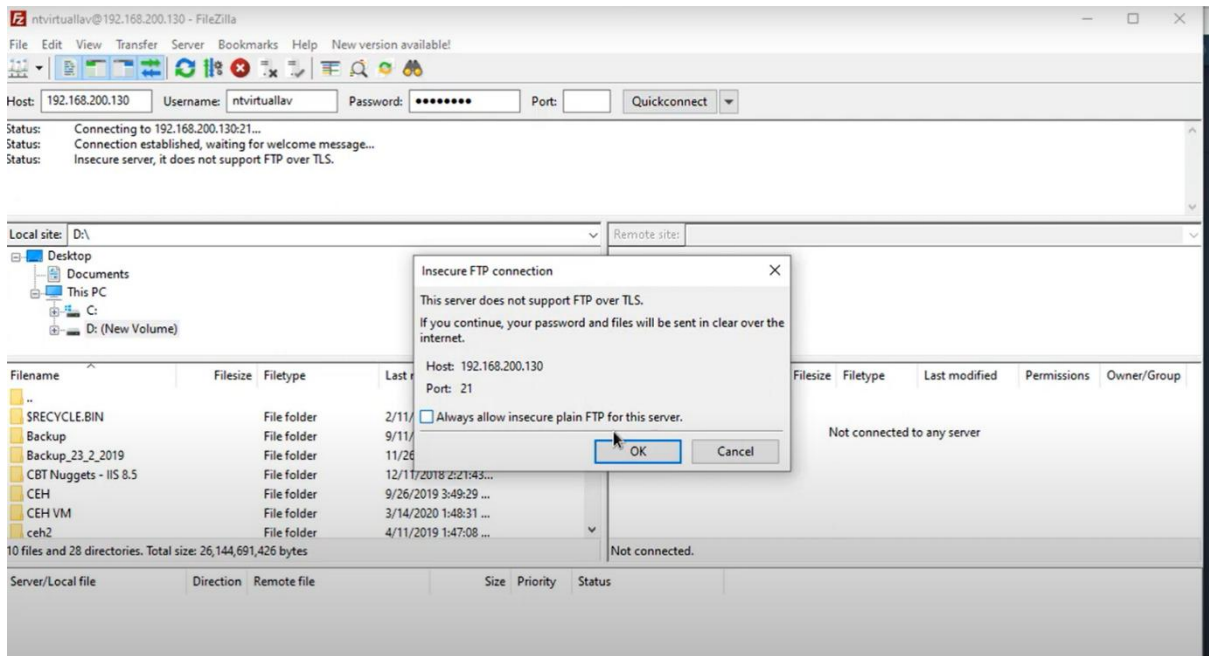 ntvirtuallav@192.168.200.130 - FileZilla
File Edit View Transfer Server Bookmarks Help New version available!
Host: 192.168.200.130 Username: ntvirtuallav Password: ●●●●●●●● Port: Quickconnect
Status: Connecting to 192.168.200.130:21...
Status: Connection established, waiting for welcome message...
Status: Insecure server, it does not support FTP over TLS.
Local site: D:\ Remote site:
Desktop
Documents
This PC
C:
D: (New Volume)
Insecure FTP connection
This server does not support FTP over TLS.
If you continue, your password and files will be sent in clear over the
internet.
Host: 192.168.200.130
Port: 21
Always allow insecure plain FTP for this server.
OK Cancel
Filename Filesize Filetype Last r
..
$RECYCLE.BIN File folder 2/11/
Backup File folder 9/11/
Backup_23_2_2019 File folder 11/26
CBT Nuggets - IIS 8.5 File folder 12/11/2018 2:21:43...
CEH File folder 9/26/2019 3:49:29 ...
CEH VM File folder 3/14/2020 1:48:31 ...
ceh2 File folder 4/11/2019 1:47:08 ...
10 files and 28 directories. Total size: 26,144,691,426 bytes
Filesize Filetype Last modified Permissions Owner/Group
Not connected to any server
Not connected.
Server/Local file Direction Remote file Size Priority Status